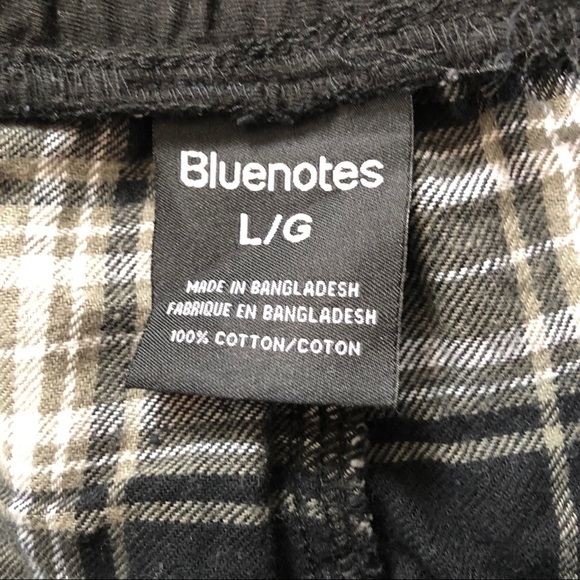 Bluenotes
L/G
MADE IN BANGLADESH
FABRIQUE EN BANGLADESH
100% COTTON/COTON